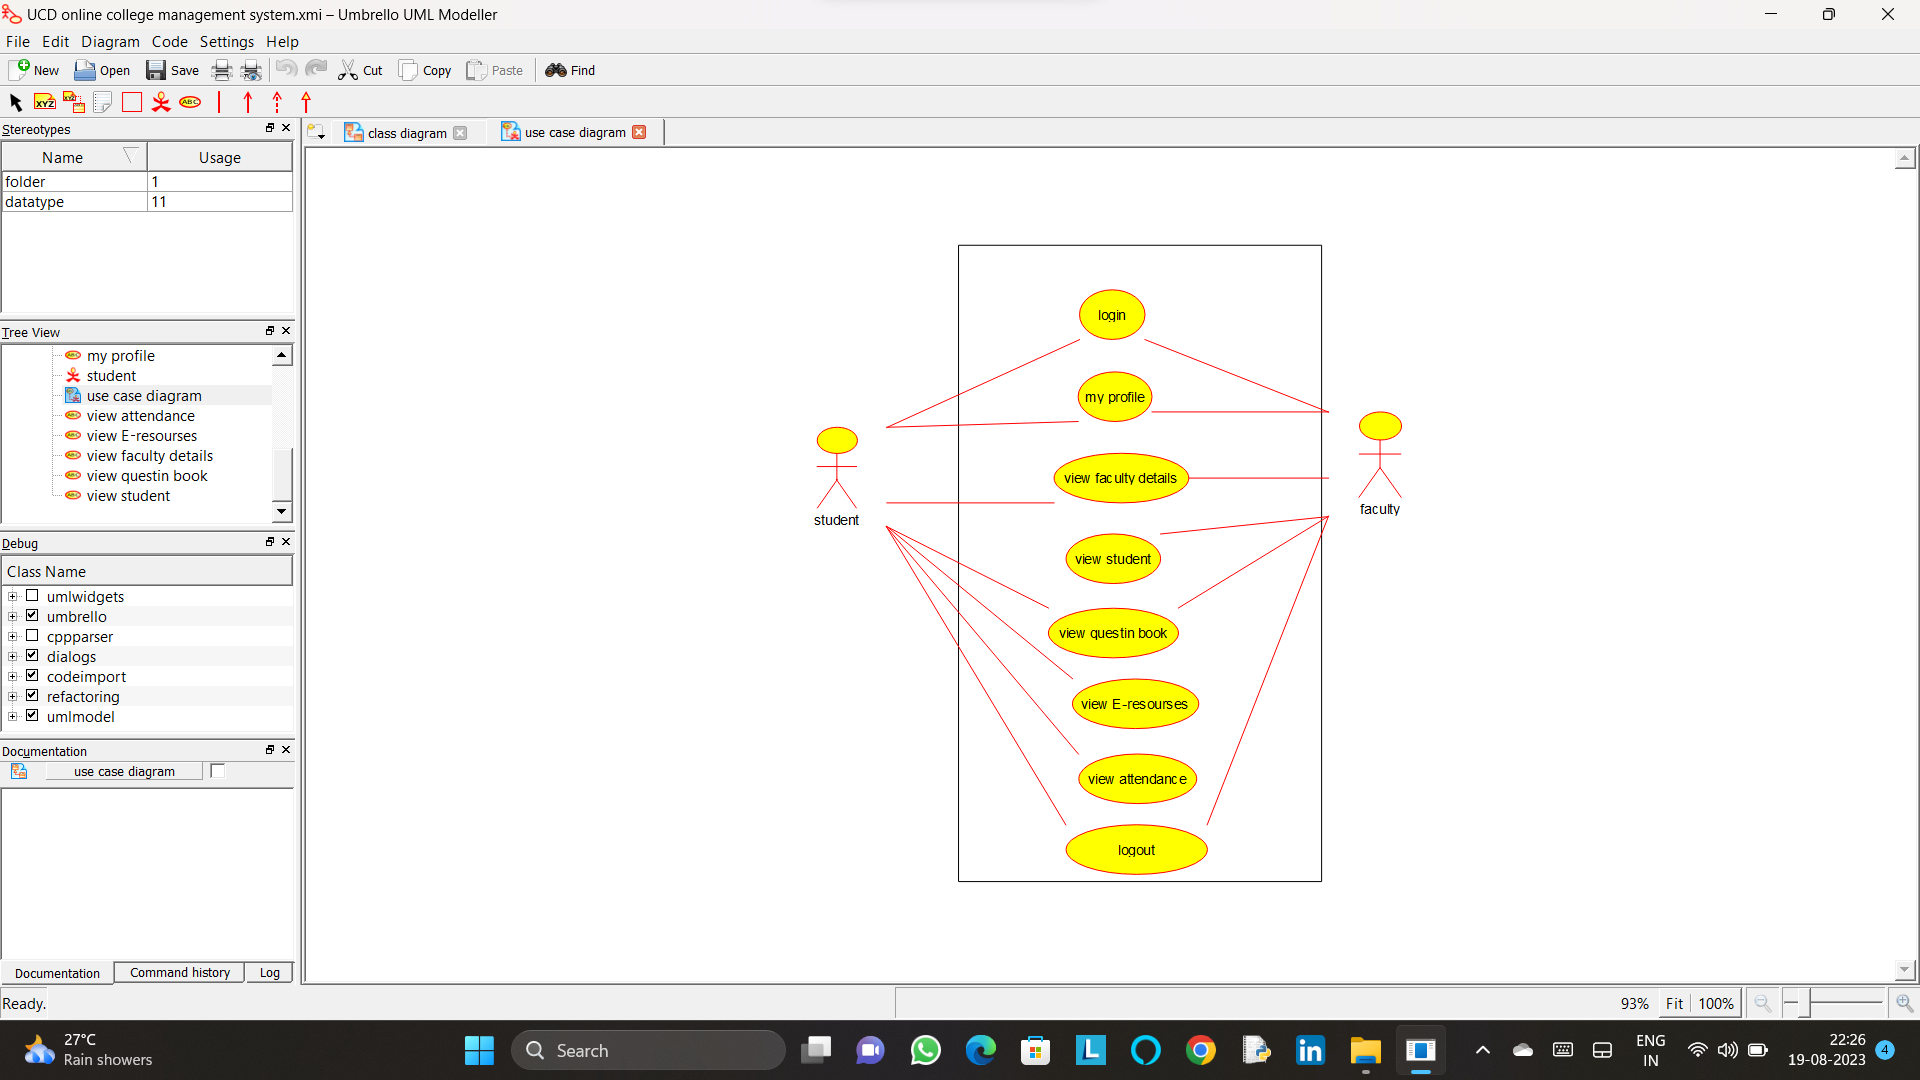 UCD online college management system.xmi – Umbrello UML Modeller
File Edit Diagram Code Settings Help
New Open Save Cut Copy Paste Find
XYZ XYZ ABC
Stereotypes
Name Usage
folder 1
datatype 11
Tree View
my profile
student
use case diagram
view attendance
view E-resourses
view faculty details
view questin book
view student
Debug
Class Name
umlwidgets
umbrello
cppparser
dialogs
codeimport
refactoring
umlmodel
Documentation
use case diagram
Documentation Command history Log
class diagram use case diagram
login
my profile
view faculty details
student
faculty
view student
view questin book
view E-resourses
view attendance
logout
Ready.
93% Fit 100%
27°C
Rain showers
Search
L
in
ENG
IN
22:26
19-08-2023
4